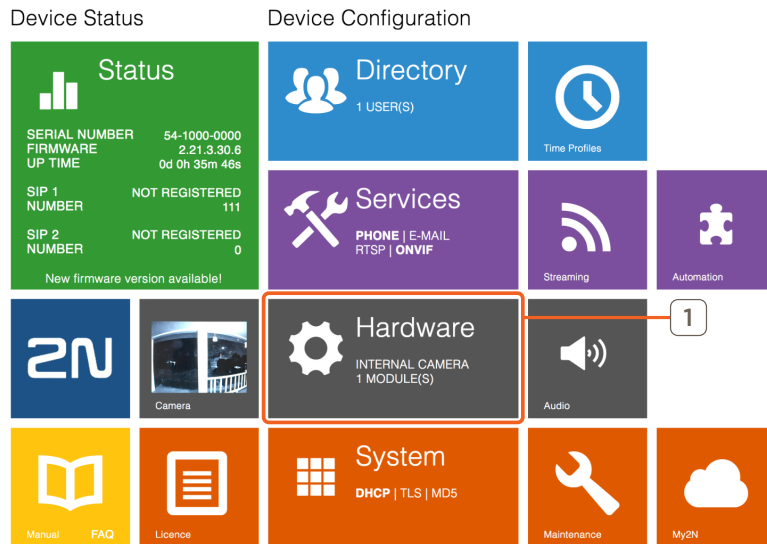 Device Status
Device Configuration
Status
SERIAL NUMBER 54-1000-0000
FIRMWARE 2.21.3.30.6
UP TIME 0d 0h 35m 46s
SIP 1 NOT REGISTERED
NUMBER 111
SIP 2 NOT REGISTERED
NUMBER 0
New firmware version available!
Directory
1 USER(S)
Time Profiles
Services
PHONE | E-MAIL
RTSP | ONVIF
Streaming
Automation
2N
Camera
Hardware
INTERNAL CAMERA
1 MODULE(S)
Audio
1
Manual FAQ
Licence
System
DHCP | TLS | MD5
Maintenance
My2N